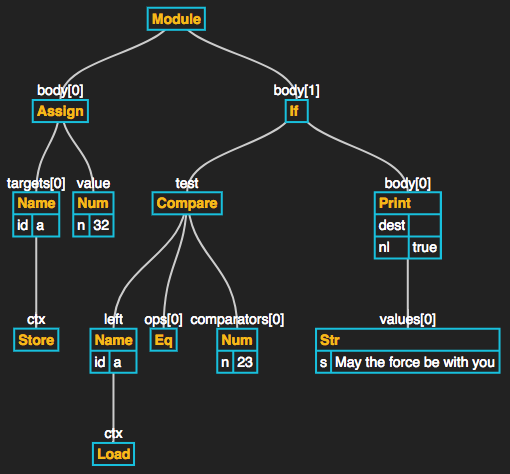 Module
body[0] body[1]
Assign If
targets[0] value test body[0]
Name Num Compare Print
id a n 32 dest
nl true
ctx left ops[0] comparators[0] values[0]
Store Name Eq Num Str
id a n 23 s May the force be with you
ctx
Load